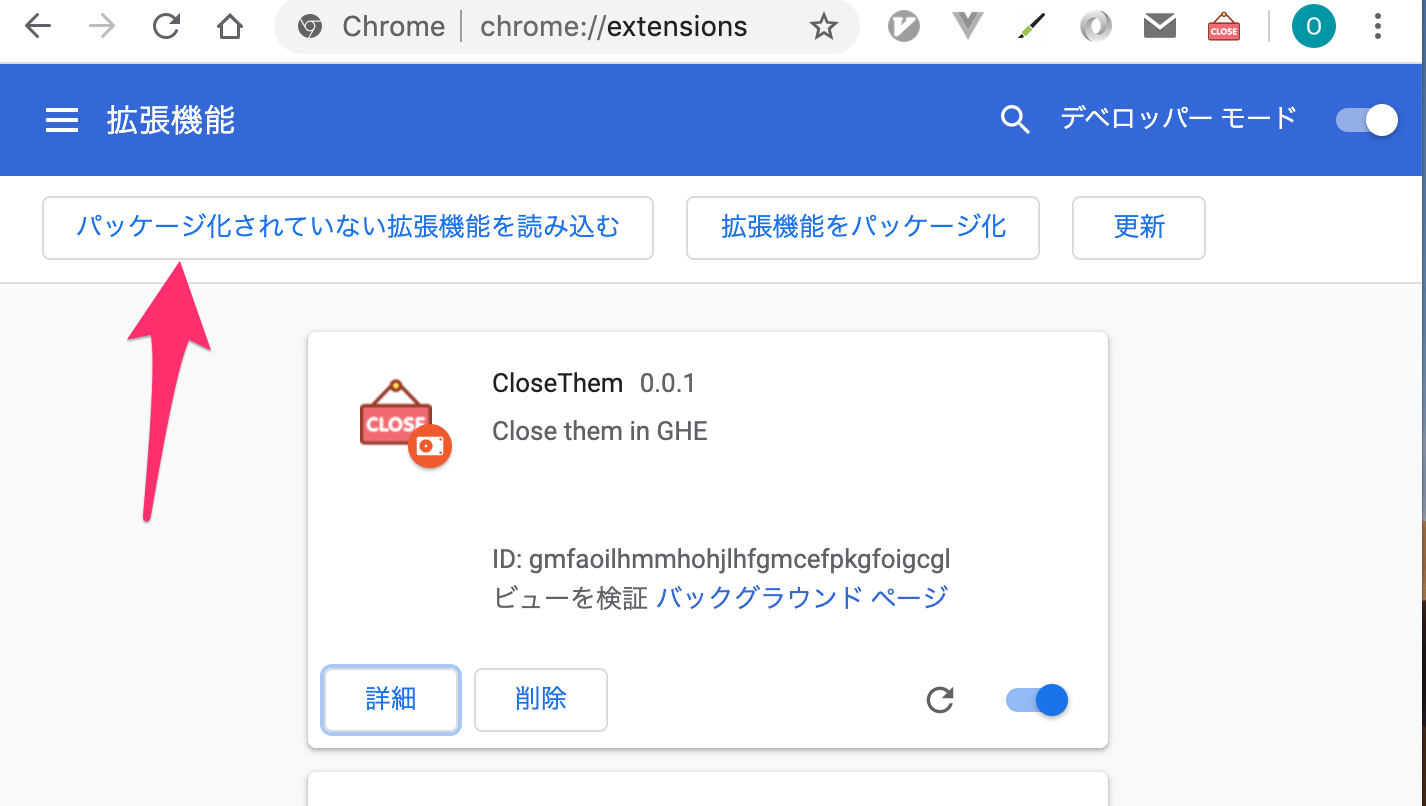 Chrome | chrome://extensions
CLOSE
O
拡張機能
デベロッパー モード
パッケージ化されていない拡張機能を読み込む
拡張機能をパッケージ化
更新
CLOSE
CloseThem 0.0.1
Close them in GHE
ID: gmfaoilhmmhohjlhfgmcefpkgfoigcgl
ビューを検証 バックグラウンド ページ
詳細
削除